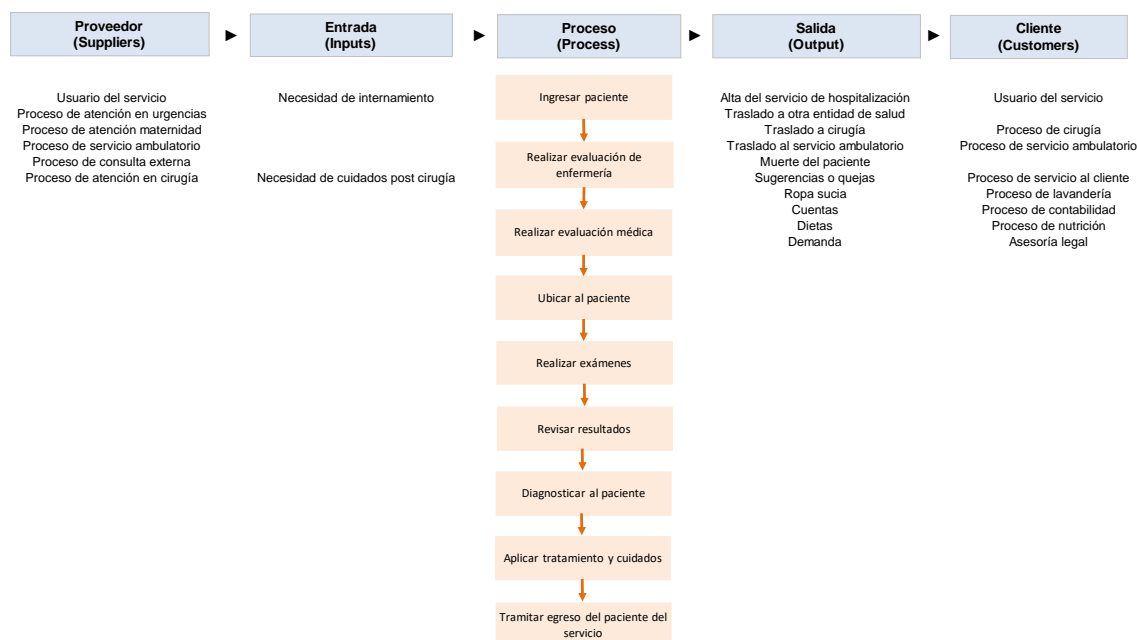 Proveedor
(Suppliers)
Entrada
(Inputs)
Proceso
(Process)
Salida
(Output)
Cliente
(Customers)
Usuario del servicio
Proceso de atención en urgencias
Proceso de atención maternidad
Proceso de servicio ambulatorio
Proceso de consulta externa
Proceso de atención en cirugía
Necesidad de internamiento
Necesidad de cuidados post cirugía
Ingresar paciente
Realizar evaluación de
enfermería
Realizar evaluación médica
Ubicar al paciente
Realizar exámenes
Revisar resultados
Diagnosticar al paciente
Aplicar tratamiento y cuidados
Tramitar egreso del paciente del
servicio
Alta del servicio de hospitalización
Traslado a otra entidad de salud
Traslado a cirugía
Traslado al servicio ambulatorio
Muerte del paciente
Sugerencias o quejas
Ropa sucia
Cuentas
Dietas
Demanda
Usuario del servicio
Proceso de cirugía
Proceso de servicio ambulatorio
Proceso de servicio al cliente
Proceso de lavandería
Proceso de contabilidad
Proceso de nutrición
Asesoría legal